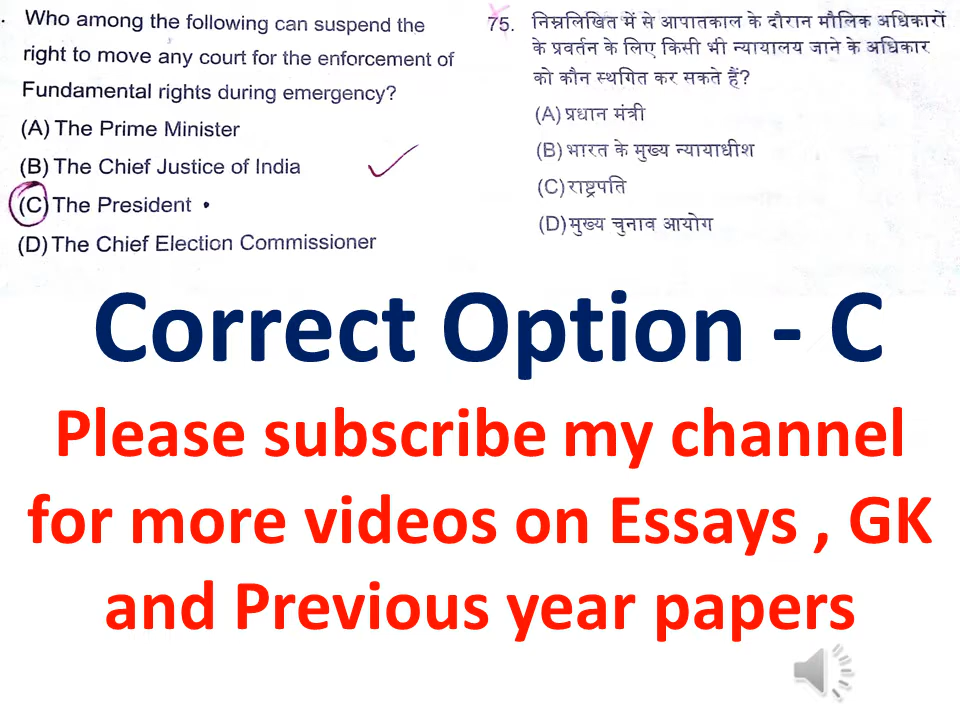 Who among the following can suspend the
right to move any court for the enforcement of
Fundamental rights during emergency?
(A) The Prime Minister
(B) The Chief Justice of India
(C) The President
(D) The Chief Election Commissioner
75. निम्नलिखित में से आपातकाल के दौरान मौलिक अधिकारों
के प्रवर्तन के लिए किसी भी न्यायालय जाने के अधिकार
को कौन स्थगित कर सकते हैं?
(A) प्रधान मंत्री
(B) भारत के मुख्य न्यायाधीश
(C) राष्ट्रपति
(D) मुख्य चुनाव आयोग
Correct Option - C
Please subscribe my channel
for more videos on Essays , GK
and Previous year papers